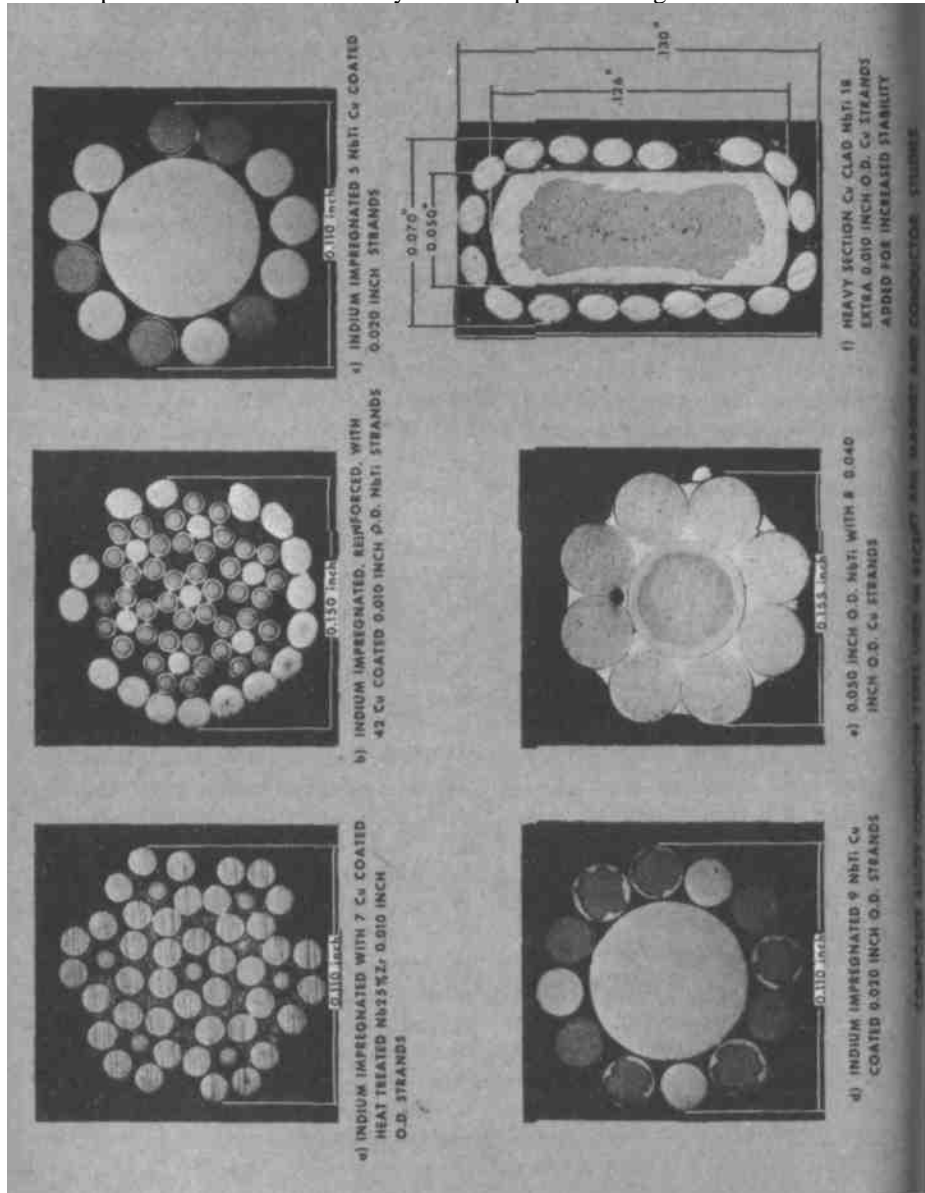 0.110 inch
a) INDIUM IMPREGNATED WITH 7 Cu COATED
HEAT TREATED Nb25%Zr 0.010 INCH
O.D. STRANDS
0.150 inch
b) INDIUM IMPREGNATED, REINFORCED, WITH
42 Cu COATED 0.010 INCH O.D. NbTi STRANDS
0.110 inch
c) INDIUM IMPREGNATED 5 NbTi Cu COATED
0.020 INCH STRANDS
0.110 inch
d) INDIUM IMPREGNATED 9 NbTi Cu
COATED 0.020 INCH O.D. STRANDS
0.155 inch
e) 0.050 INCH O.D. NbTi WITH 8 0.040
INCH O.D. Cu STRANDS
.130"
.126"
0.070"
0.050"
f) HEAVY SECTION Cu CLAD NbTi 18
EXTRA 0.010 INCH O.D. Cu STRANDS
ADDED FOR INCREASED STABILITY
MAGNET AND CONDUCTOR STUDIES